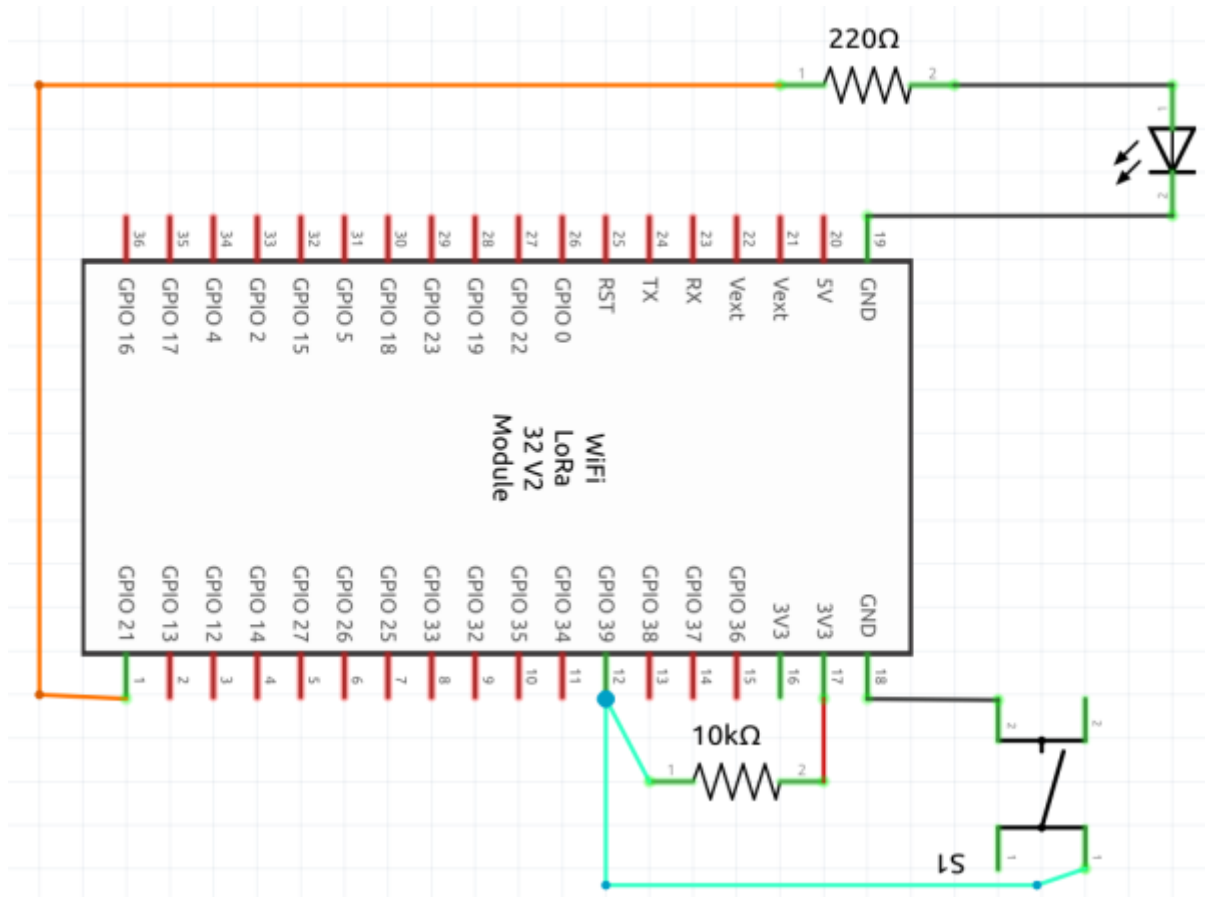 220Ω
1
2
1
2
36
35
34
33
32
31
30
29
28
27
26
25
24
23
22
21
20
19
GPIO 16
GPIO 17
GPIO 4
GPIO 2
GPIO 15
GPIO 5
GPIO 18
GPIO 23
GPIO 19
GPIO 22
GPIO 0
RST
TX
RX
Vext
Vext
5V
GND
WiFi
LoRa
32 V2
Module
GPIO 21
GPIO 13
GPIO 12
GPIO 14
GPIO 27
GPIO 26
GPIO 25
GPIO 33
GPIO 32
GPIO 35
GPIO 34
GPIO 39
GPIO 38
GPIO 37
GPIO 36
3V3
3V3
GND
1
2
3
4
5
6
7
8
9
10
11
12
13
14
15
16
17
18
10kΩ
1
2
2
2
S1
1
1